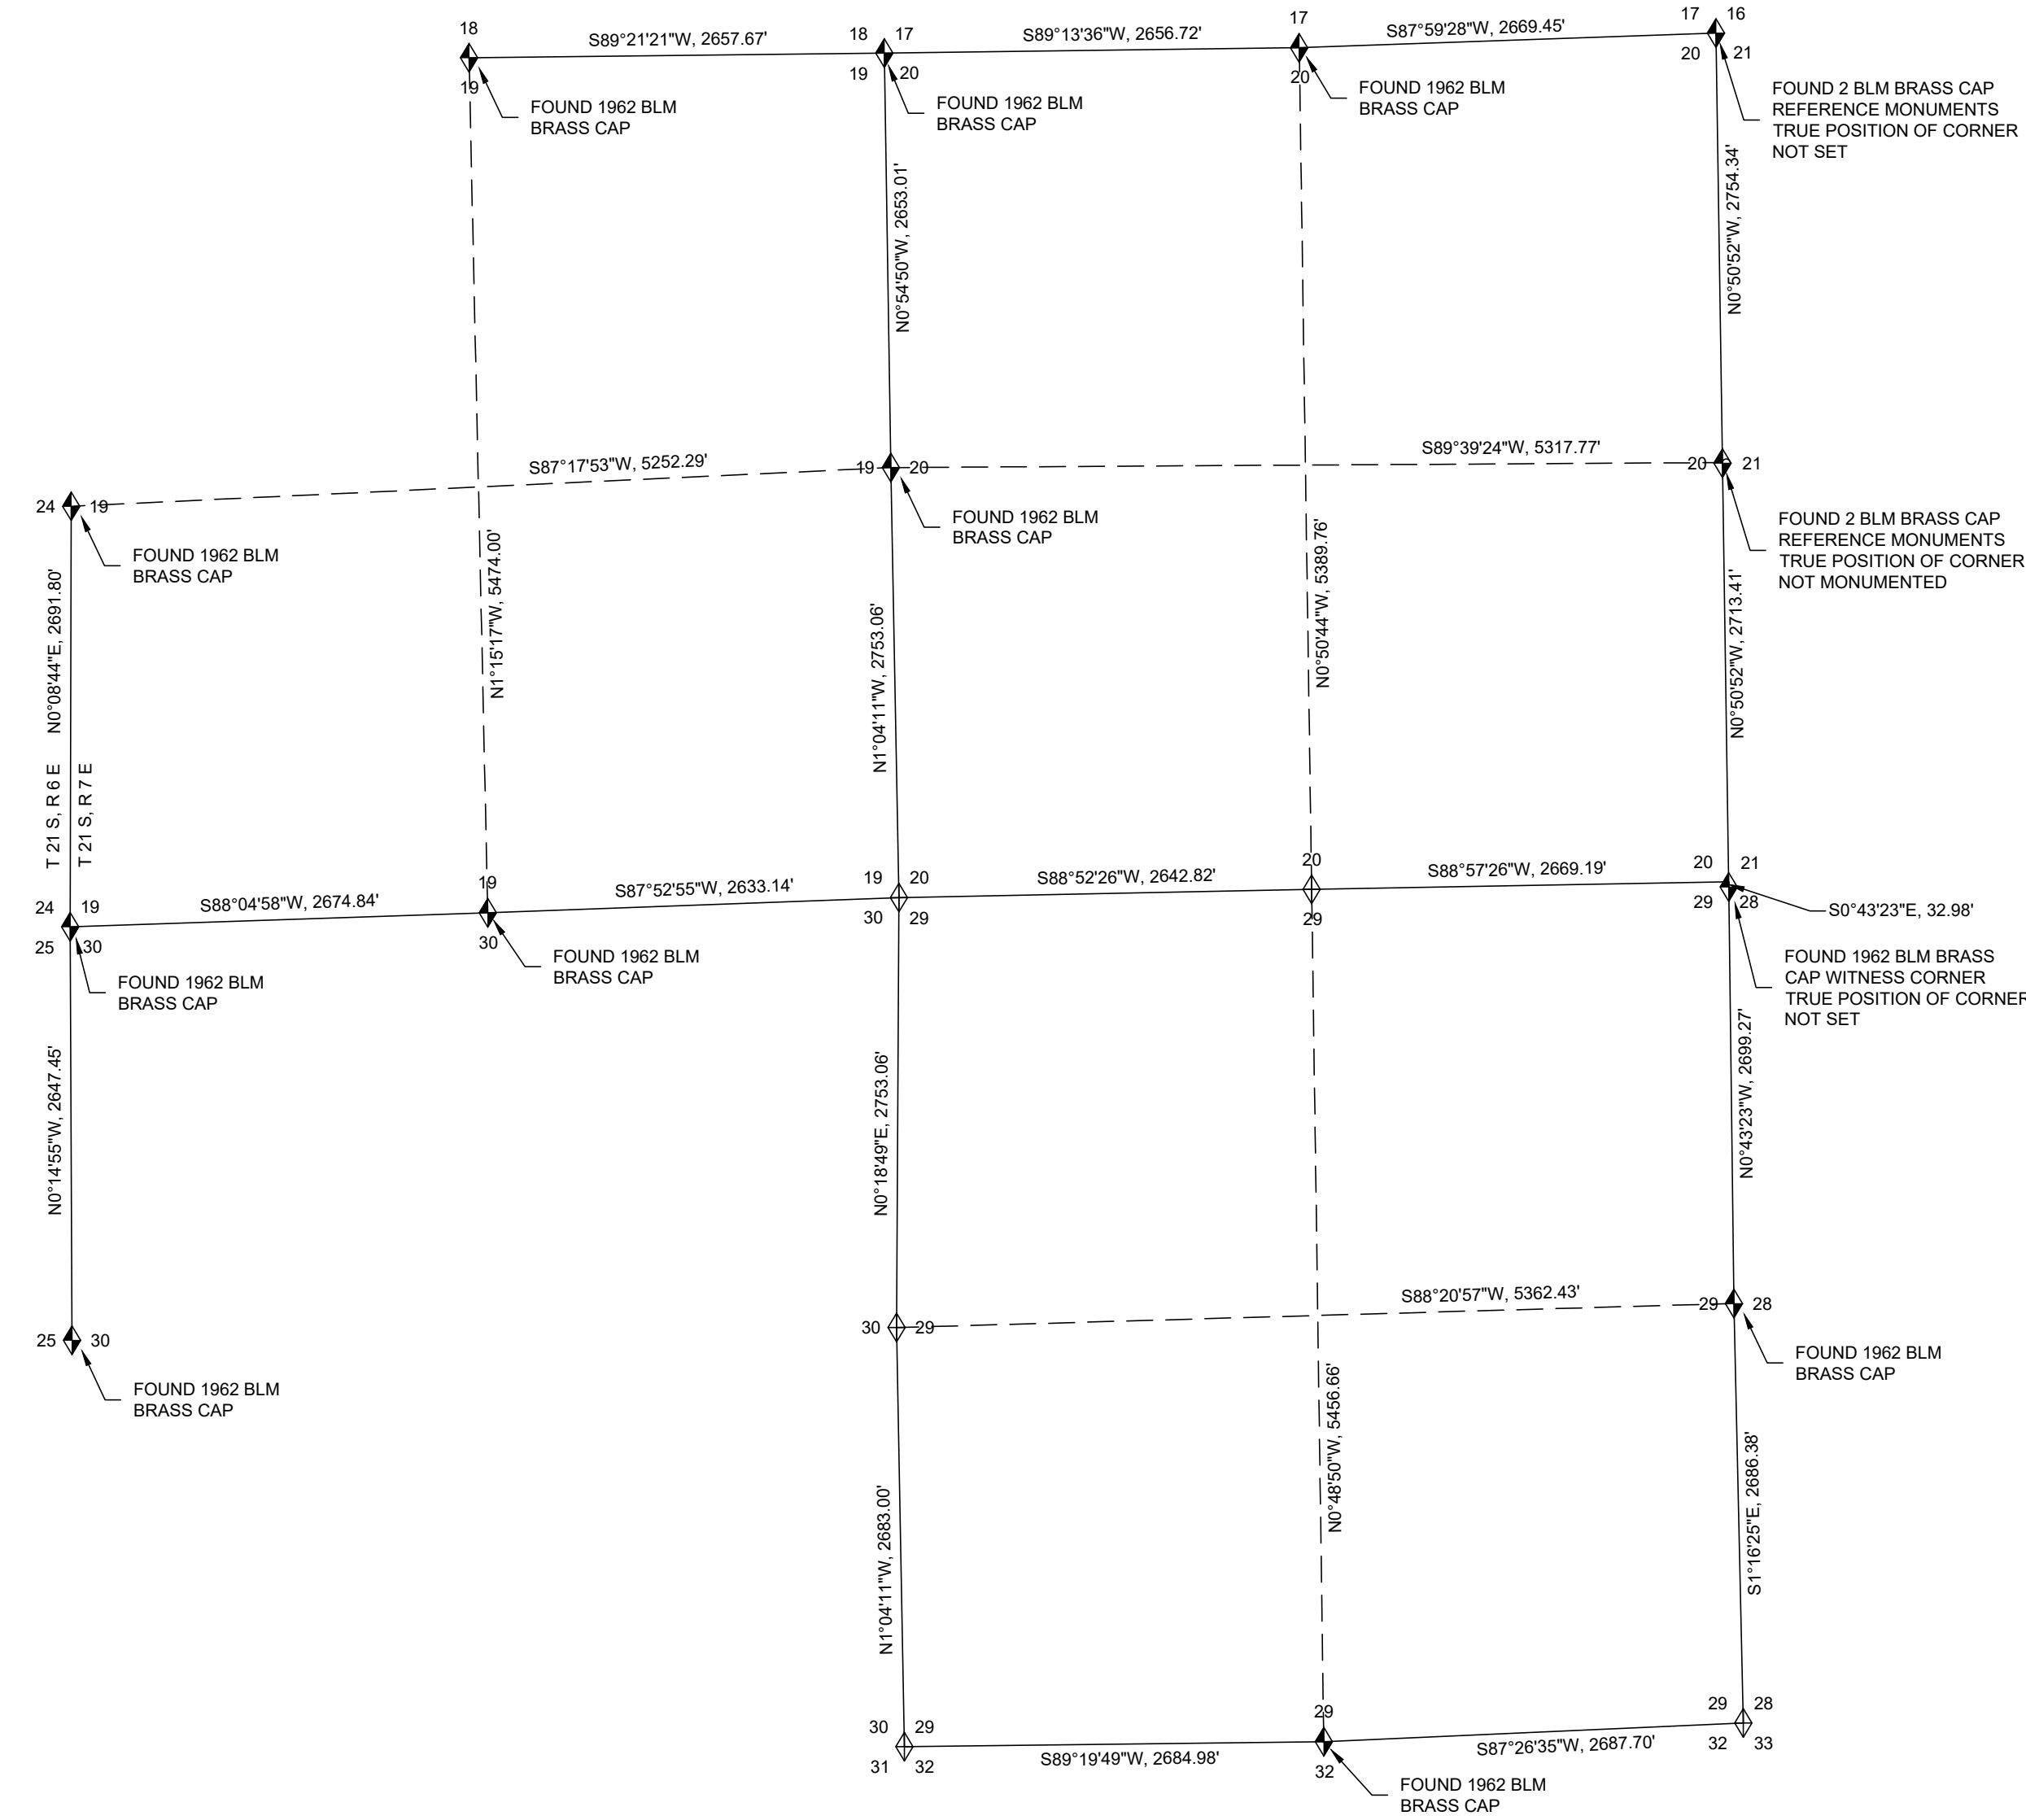 18
S89°21'21"W, 2657.67'
18 17
S89°13'36"W, 2656.72'
17
S87°59'28"W, 2669.45'
17 16
19
19 20
20
20 21
FOUND 1962 BLM
BRASS CAP
FOUND 1962 BLM
BRASS CAP
FOUND 1962 BLM
BRASS CAP
FOUND 2 BLM BRASS CAP
REFERENCE MONUMENTS
TRUE POSITION OF CORNER
NOT SET
N0°54'50"W, 2653.01'
N0°50'52"W, 2754.34'
S87°17'53"W, 5252.29'
S89°39'24"W, 5317.77'
19 20
20 21
24 19
FOUND 1962 BLM
BRASS CAP
FOUND 1962 BLM
BRASS CAP
FOUND 2 BLM BRASS CAP
REFERENCE MONUMENTS
TRUE POSITION OF CORNER
NOT MONUMENTED
N0°08'44"E, 2691.80'
N1°15'17"W, 5474.00'
N1°04'11"W, 2753.06'
N0°50'44"W, 5389.76'
N0°50'52"W, 2713.41'
T 21 S, R 6 E
T 21 S, R 7 E
24 19
S88°04'58"W, 2674.84'
19
S87°52'55"W, 2633.14'
19 20
S88°52'26"W, 2642.82'
20
S88°57'26"W, 2669.19'
20 21
25 30
30
30 29
29
29 28
S0°43'23"E, 32.98'
FOUND 1962 BLM
BRASS CAP
FOUND 1962 BLM
BRASS CAP
FOUND 1962 BLM BRASS
CAP WITNESS CORNER
TRUE POSITION OF CORNER
NOT SET
N0°14'55"W, 2647.45'
N0°18'49"E, 2753.06'
N0°43'23"W, 2699.27'
S88°20'57"W, 5362.43'
30 29
29 28
25 30
FOUND 1962 BLM
BRASS CAP
FOUND 1962 BLM
BRASS CAP
N1°04'11"W, 2683.00'
N0°48'50"W, 5456.66'
S1°16'25"E, 2686.38'
30 29
29
29 28
31 32
S89°19'49"W, 2684.98'
32
S87°26'35"W, 2687.70'
32 33
FOUND 1962 BLM
BRASS CAP